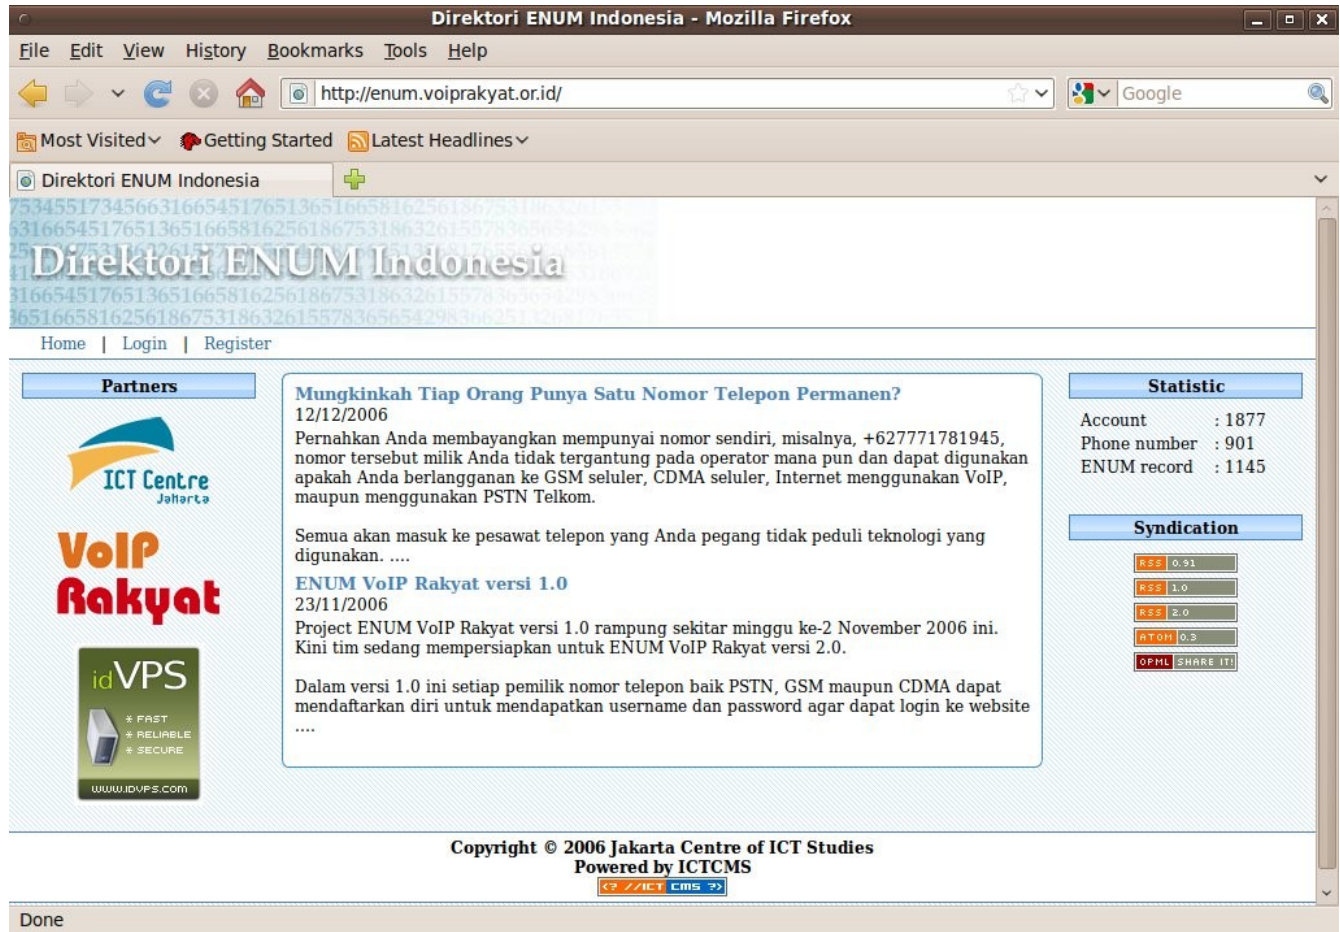 Direktori ENUM Indonesia - Mozilla Firefox
File Edit View History Bookmarks Tools Help
http://enum.voiprakyat.or.id/
Google
Most Visited Getting Started Latest Headlines
Direktori ENUM Indonesia
Direktori ENUM Indonesia
Home | Login | Register
Partners
ICT Centre
Jakarta
VoIP
Rakyat
idVPS
* FAST
* RELIABLE
* SECURE
www.idvps.com
Mungkinkah Tiap Orang Punya Satu Nomor Telepon Permanen?
12/12/2006
Pernahkan Anda membayangkan mempunyai nomor sendiri, misalnya, +627771781945,
nomor tersebut milik Anda tidak tergantung pada operator mana pun dan dapat digunakan
apakah Anda berlangganan ke GSM seluler, CDMA seluler, Internet menggunakan VoIP,
maupun menggunakan PSTN Telkom.
Semua akan masuk ke pesawat telepon yang Anda pegang tidak peduli teknologi yang
digunakan. ....
ENUM VoIP Rakyat versi 1.0
23/11/2006
Project ENUM VoIP Rakyat versi 1.0 rampung sekitar minggu ke-2 November 2006 ini.
Kini tim sedang mempersiapkan untuk ENUM VoIP Rakyat versi 2.0.
Dalam versi 1.0 ini setiap pemilik nomor telepon baik PSTN, GSM maupun CDMA dapat
mendaftarkan diri untuk mendapatkan username dan password agar dapat login ke website
....
Statistic
Account : 1877
Phone number : 901
ENUM record : 1145
Syndication
RSS 0.91
RSS 1.0
RSS 2.0
ATOM 0.3
OPML SHARE IT!
Copyright © 2006 Jakarta Centre of ICT Studies
Powered by ICTCMS
<? //ICT CMS ?>
Done